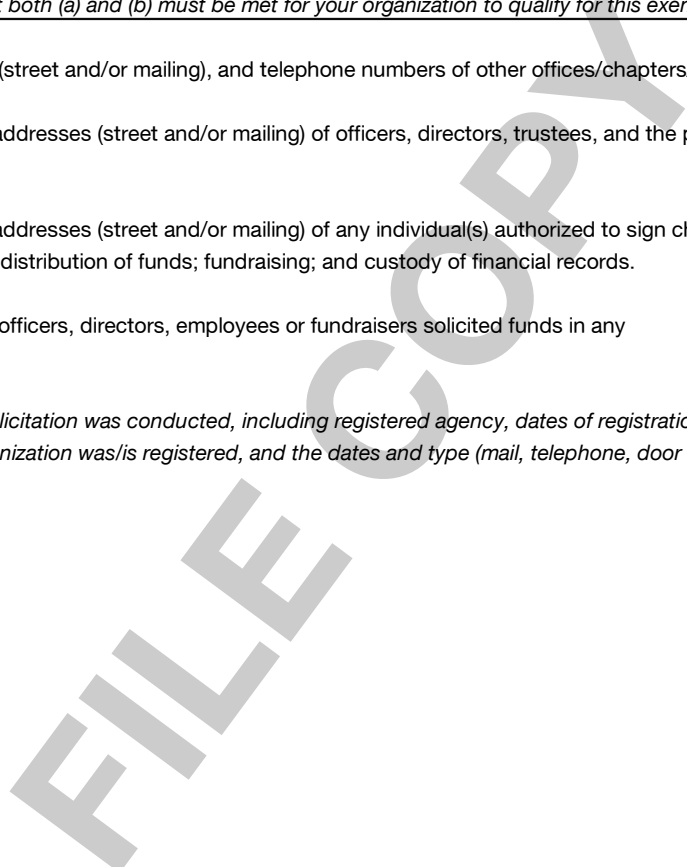 both (a) and (b) must be met for your organization to qualify for this
(street and/or mailing), and telephone numbers of other offices/chapters
addresses (street and/or mailing) of officers, directors, trustees, and the
addresses (street and/or mailing) of any individual(s) authorized to sign
distribution of funds; fundraising; and custody of financial records.
officers, directors, employees or fundraisers solicited funds in any
licitation was conducted, including registered agency, dates of registratio
nization was/is registered, and the dates and type (mail, telephone, door
FILE COPY